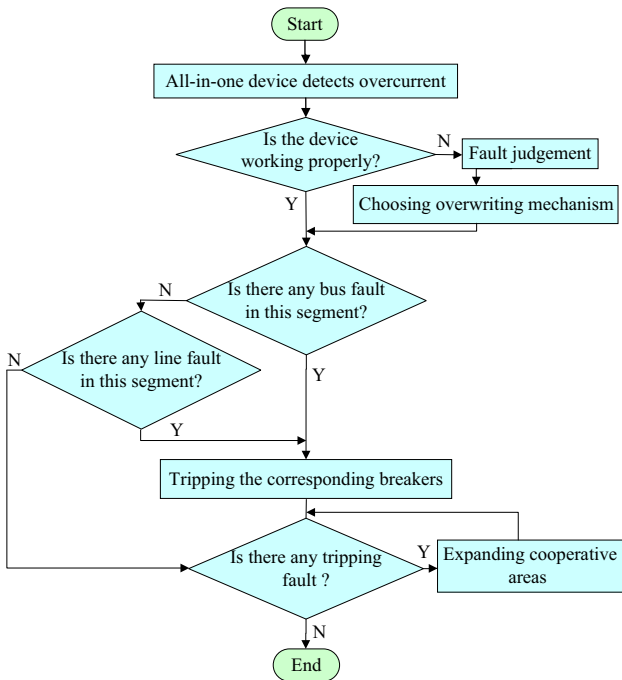 Start
All-in-one device detects overcurrent
Is the device
working properly?
N
Fault judgement
Y
Choosing overwriting mechanism
Is there any bus fault
in this segment?
N
N
Is there any line fault
in this segment?
Y
Y
Tripping the corresponding breakers
Is there any tripping
fault ?
Y
Expanding cooperative
areas
N
End